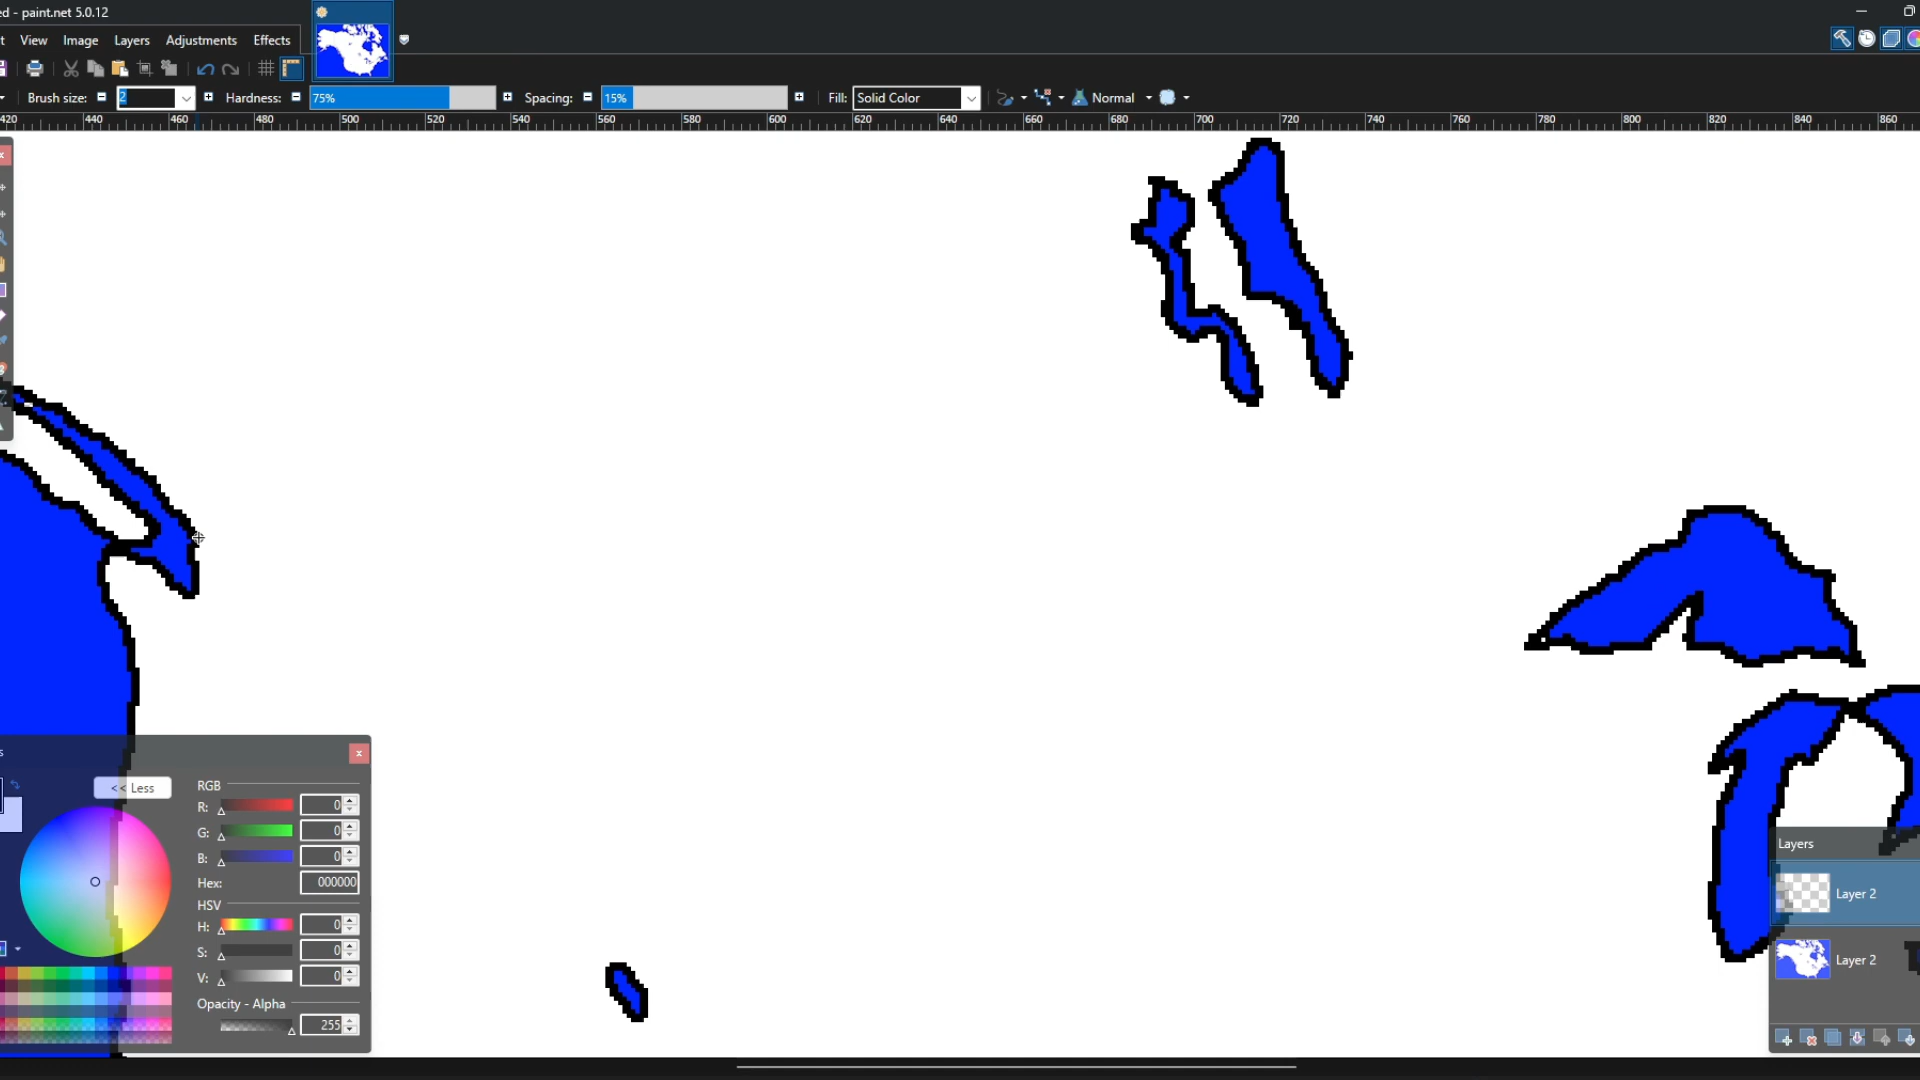 ed - paint.net 5.0.12
t View Image Layers Adjustments Effects
Brush size: 2 Hardness: 75% Spacing: 15% Fill: Solid Color Normal
420 440 460 480 500 520 540 560 580 600 620 640 660 680 700 720 740 760 780 800 820 840 860
s
<< Less
RGB
R: 0
G: 0
B: 0
Hex: 000000
HSV
H: 0
S: 0
V: 0
Opacity - Alpha
255
Layers
Layer 2
Layer 2